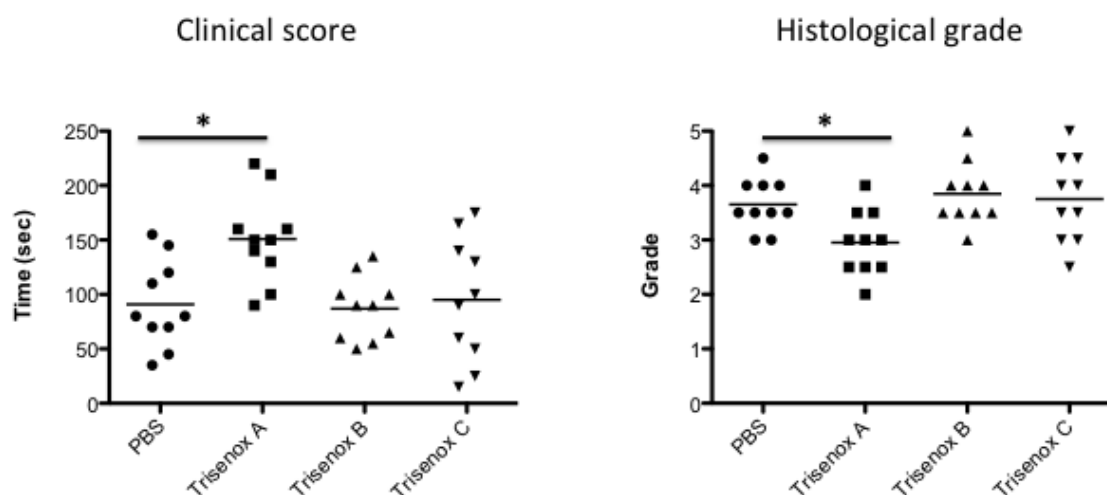 Clinical score
*
250
200
150
100
50
0
Time (sec)
PBS
Trisenox A
Trisenox B
Trisenox C
Histological grade
*
5
4
3
2
1
0
Grade
PBS
Trisenox A
Trisenox B
Trisenox C